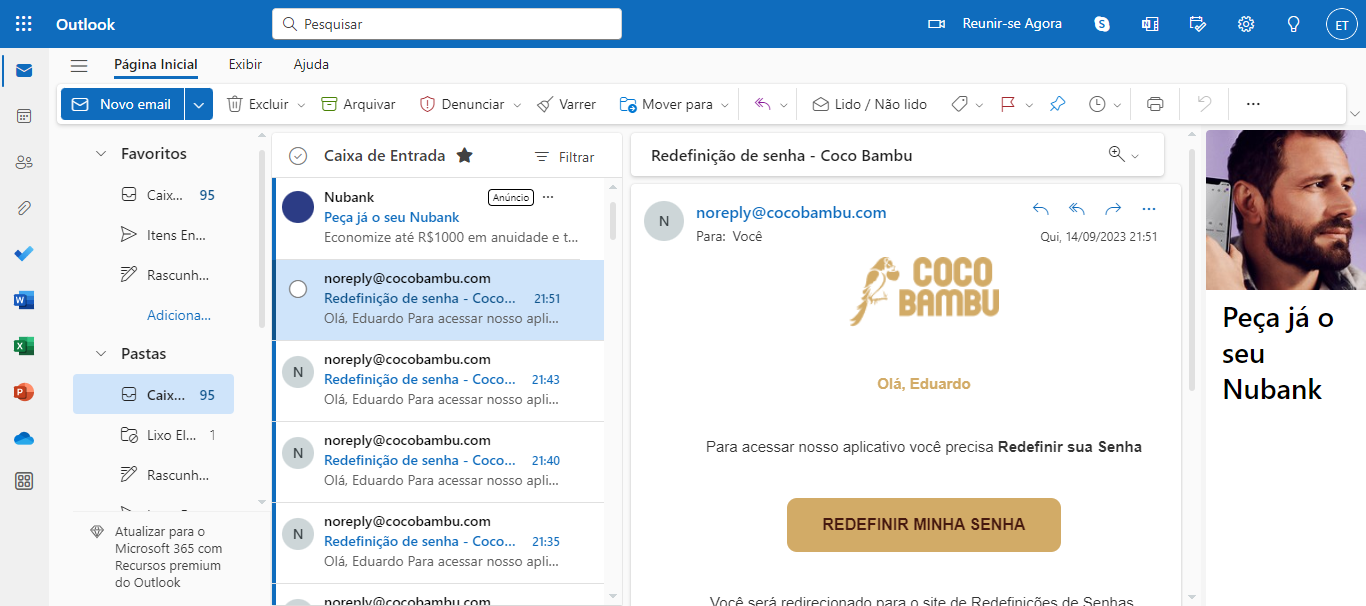 Outlook
Pesquisar
Reunir-se Agora
ET
Página Inicial Exibir Ajuda
Novo email Excluir Arquivar Denunciar Varrer Mover para Lido / Não lido
Favoritos
Caix... 95
Itens En...
Rascunh...
Adiciona...
Pastas
Caix... 95
Lixo El... 1
Rascunh...
Atualizar para o
Microsoft 365 com
Recursos premium
do Outlook
Caixa de Entrada Filtrar
Nubank Anúncio
Peça já o seu Nubank
Economize até R$1000 em anuidade e t...
noreply@cocobambu.com
Redefinição de senha - Coco... 21:51
Olá, Eduardo Para acessar nosso apli...
N
noreply@cocobambu.com
Redefinição de senha - Coco... 21:43
Olá, Eduardo Para acessar nosso apli...
N
noreply@cocobambu.com
Redefinição de senha - Coco... 21:40
Olá, Eduardo Para acessar nosso apli...
N
noreply@cocobambu.com
Redefinição de senha - Coco... 21:35
Olá, Eduardo Para acessar nosso apli...
noreply@cocobambu.com
Redefinição de senha - Coco Bambu
N
noreply@cocobambu.com
Para: Você
Qui, 14/09/2023 21:51
COCO
BAMBU
Olá, Eduardo
Para acessar nosso aplicativo você precisa Redefinir sua Senha
REDEFINIR MINHA SENHA
Você será redirecionado para o site de Redefinições de Senhas
Peça já o
seu
Nubank